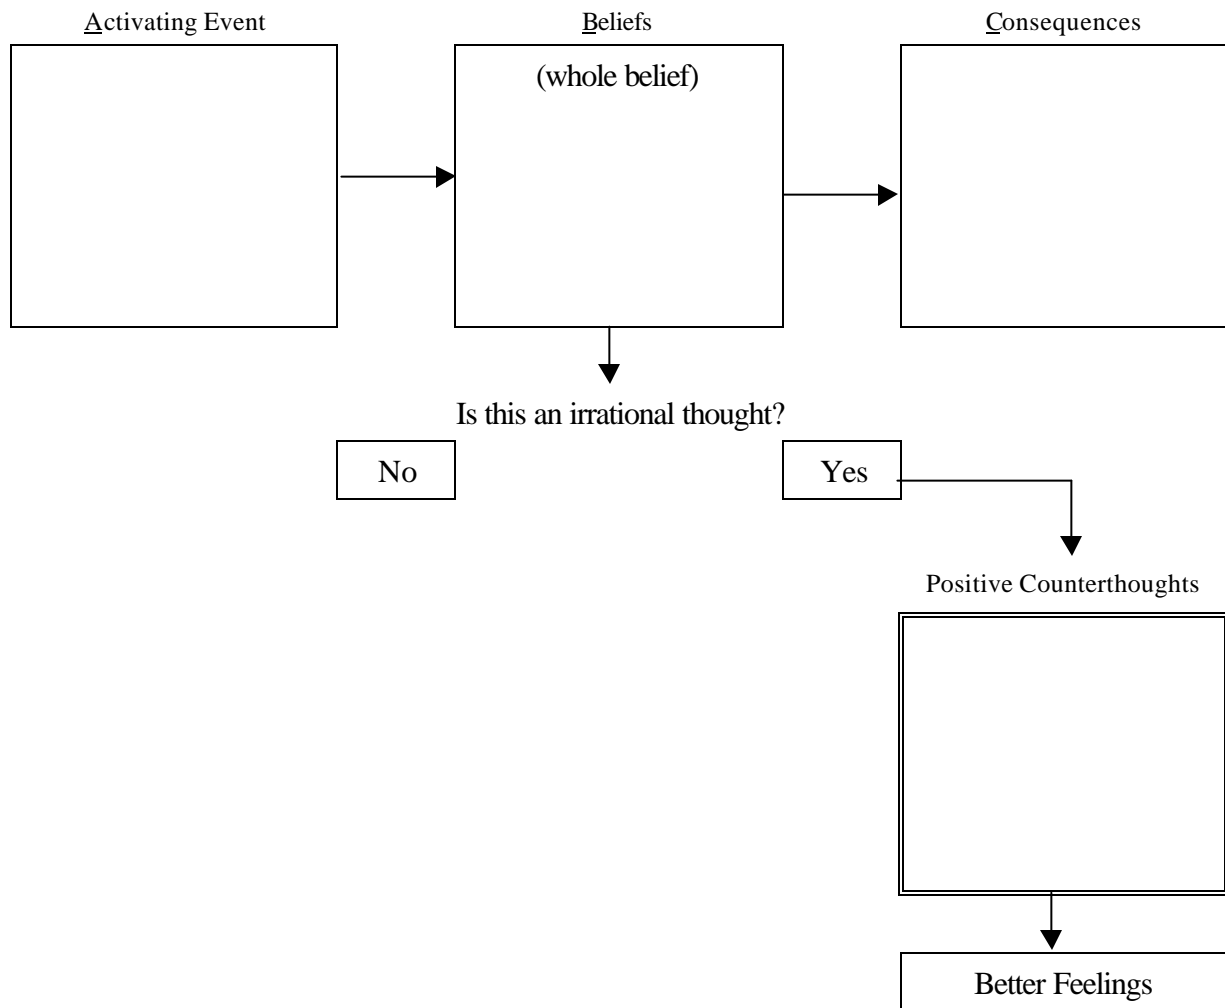 Activating Event
Beliefs
Consequences
(whole belief)
Is this an irrational thought?
No
Yes
Positive Counterthoughts
Better Feelings